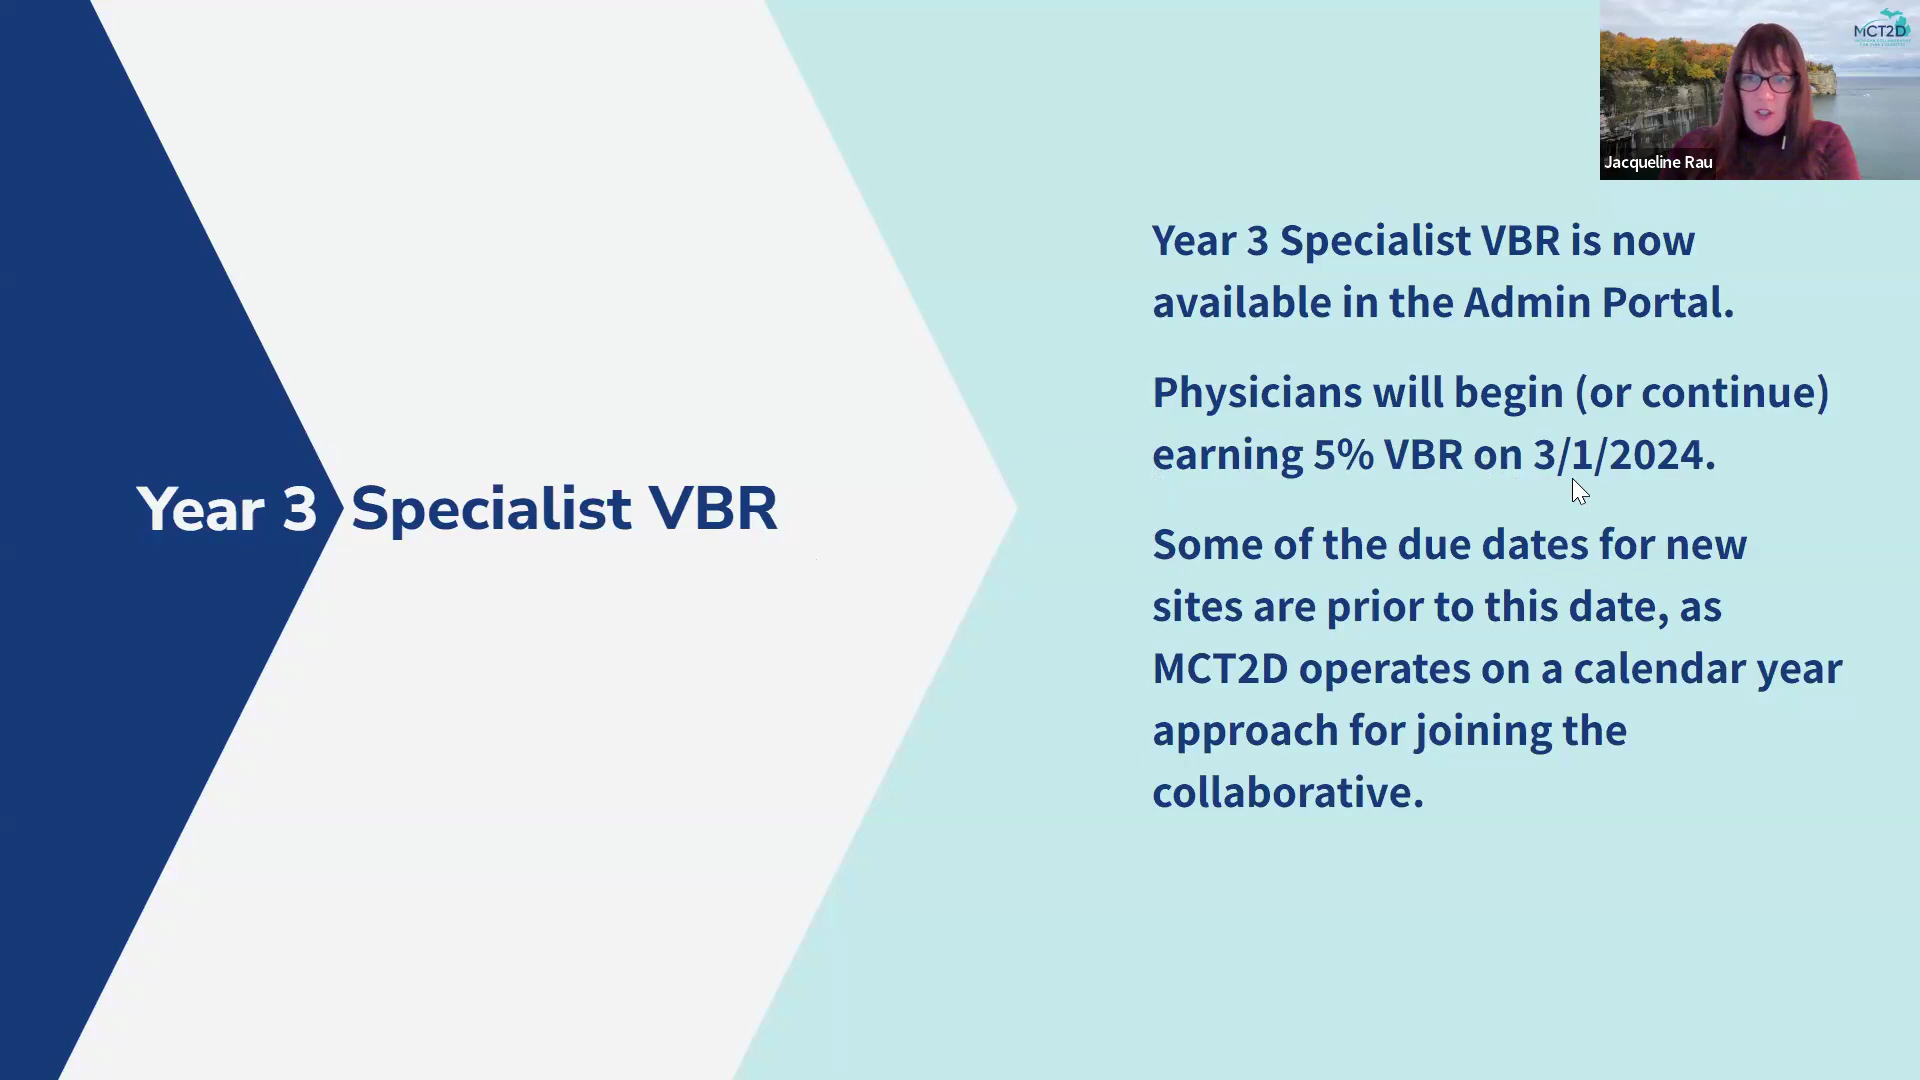 MCT2D
Jacqueline Rau
Year 3 Specialist VBR
Year 3 Specialist VBR is now
available in the Admin Portal.
Physicians will begin (or continue)
earning 5% VBR on 3/1/2024.
Some of the due dates for new
sites are prior to this date, as
MCT2D operates on a calendar year
approach for joining the
collaborative.